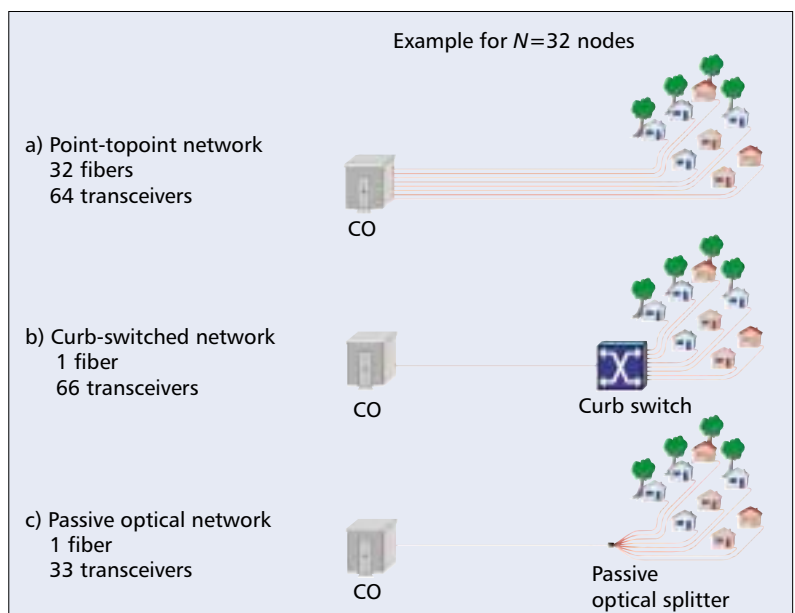 Example for N=32 nodes
a) Point-topoint network
32 fibers
64 transceivers
CO
b) Curb-switched network
1 fiber
66 transceivers
CO
Curb switch
c) Passive optical network
1 fiber
33 transceivers
CO
Passive
optical splitter